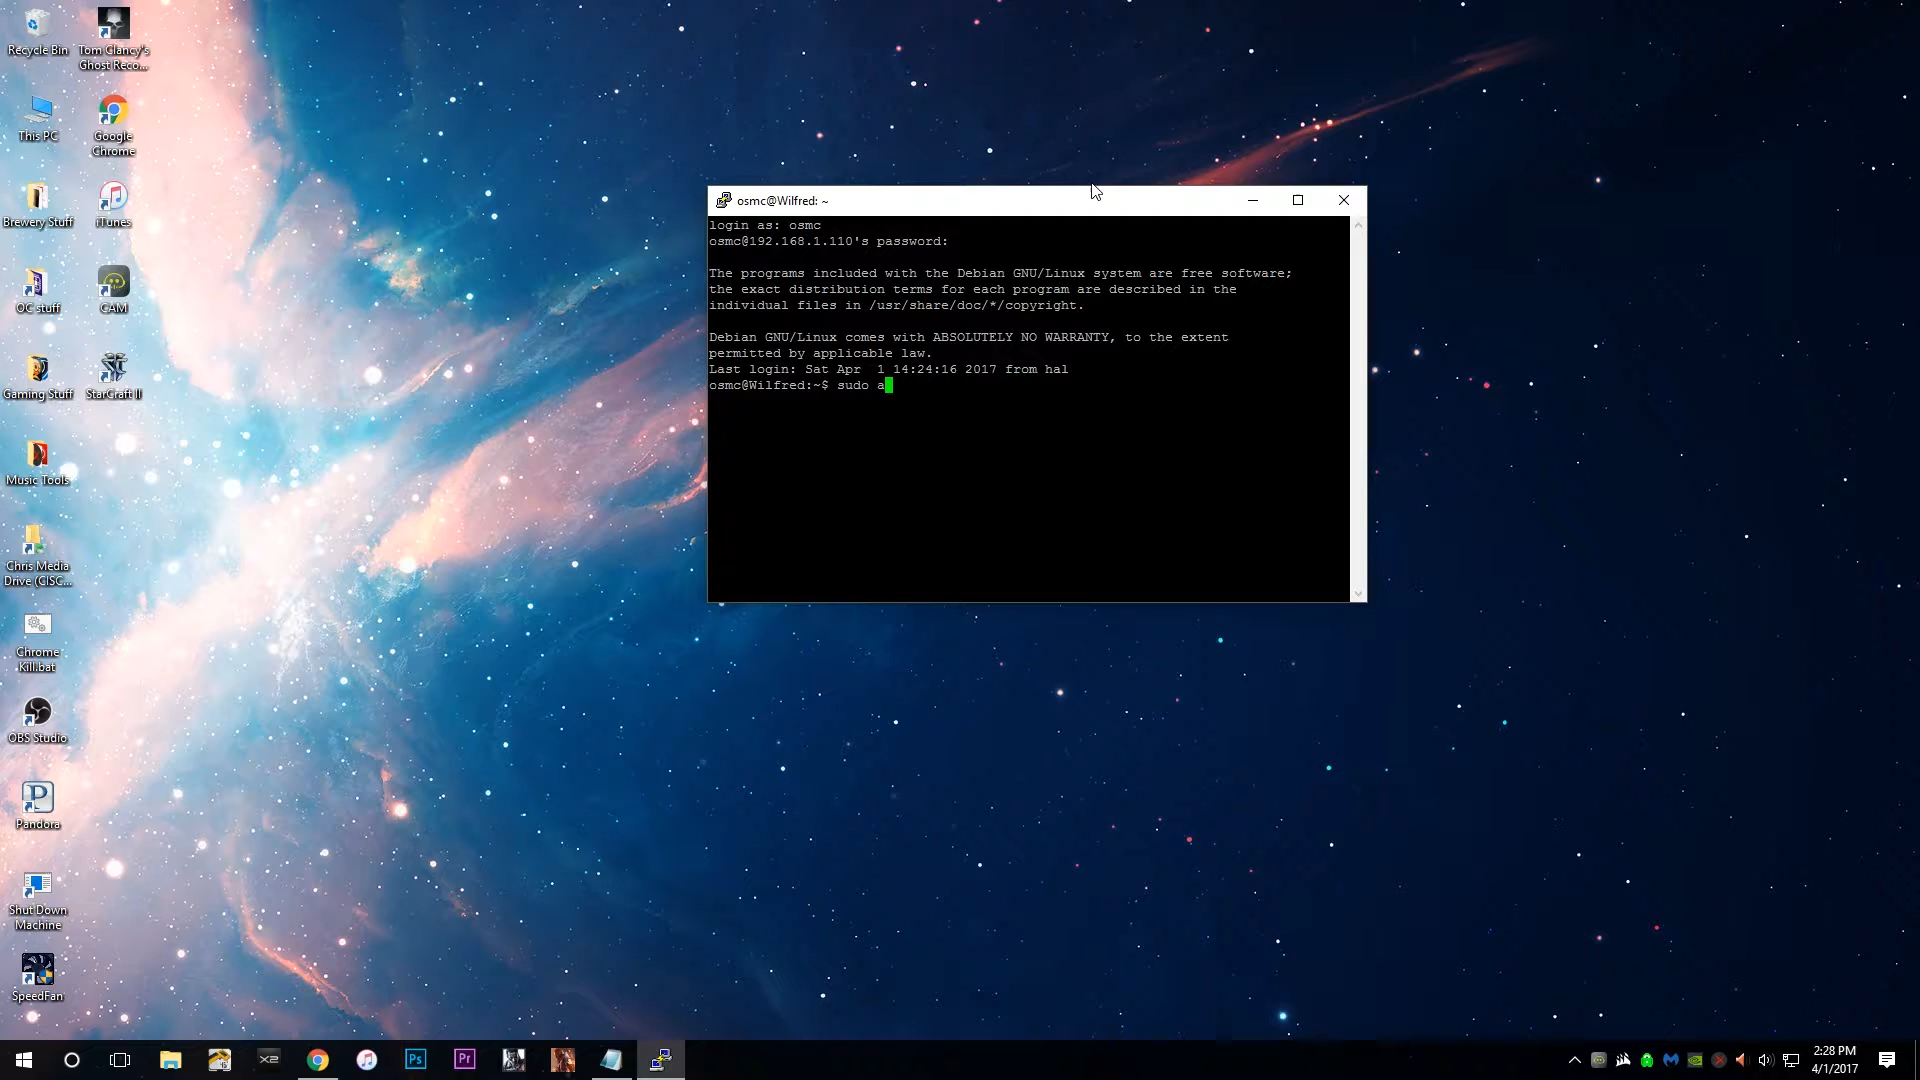 Recycle Bin
Tom Clancy's
Ghost Reco...
This PC
Google
Chrome
Brewery Stuff
iTunes
OC stuff
CAM
Gaming Stuff
StarCraft II
Music Tools
Chris Media
Drive (CISC...
Chrome
Kill.bat
OBS Studio
P
Pandora
Shut Down
Machine
SpeedFan
osmc@Wilfred: ~
login as: osmc
osmc@192.168.1.110's password:
The programs included with the Debian GNU/Linux system are free software;
the exact distribution terms for each program are described in the
individual files in /usr/share/doc/*/copyright.
Debian GNU/Linux comes with ABSOLUTELY NO WARRANTY, to the extent
permitted by applicable law.
Last login: Sat Apr  1 14:24:16 2017 from hal
osmc@Wilfred:~$ sudo a
X2
Ps
Pr
2:28 PM
4/1/2017